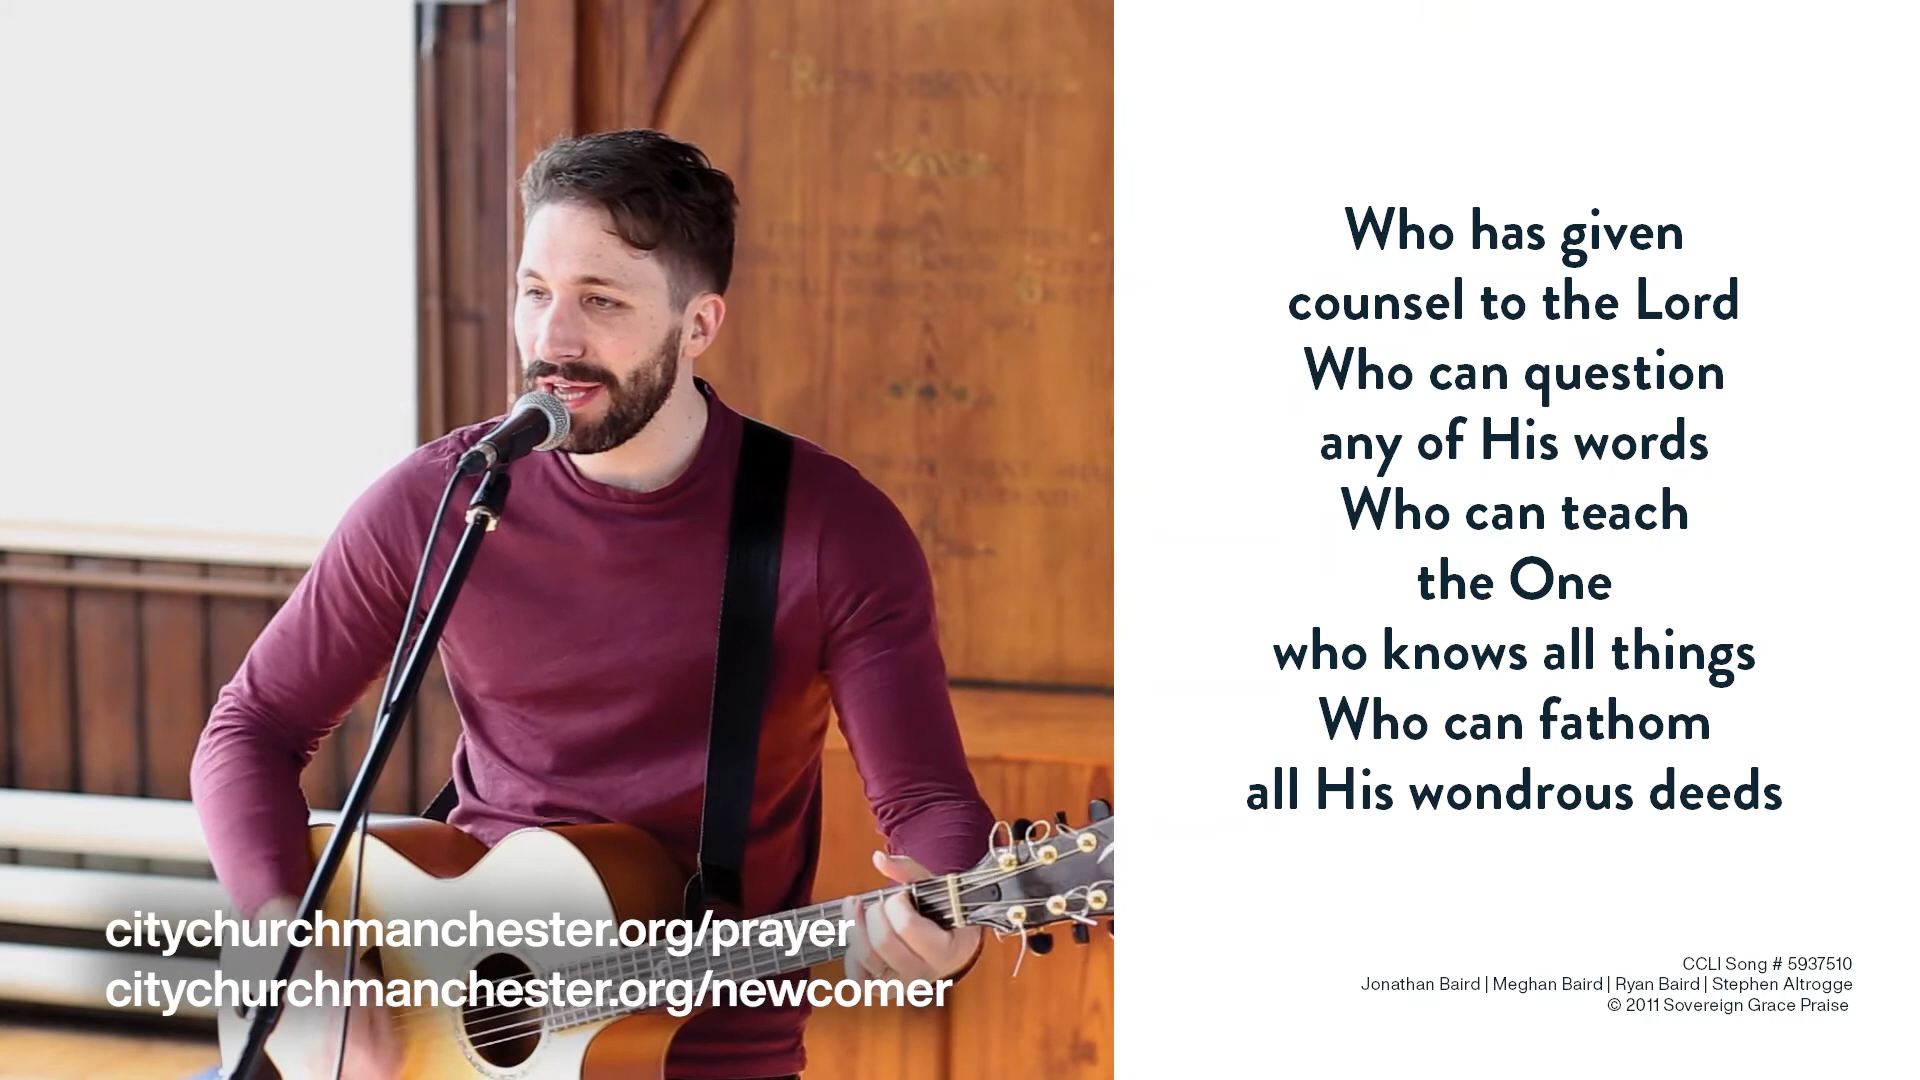 REMEMBRANCE
Who has given
counsel to the Lord
Who can question
any of His words
Who can teach
the One
who knows all things
Who can fathom
all His wondrous deeds
citychurchmanchester.org/prayer
citychurchmanchester.org/newcomer
CCLI Song # 5937510
Jonathan Baird | Meghan Baird | Ryan Baird | Stephen Altrogge
© 2011 Sovereign Grace Praise